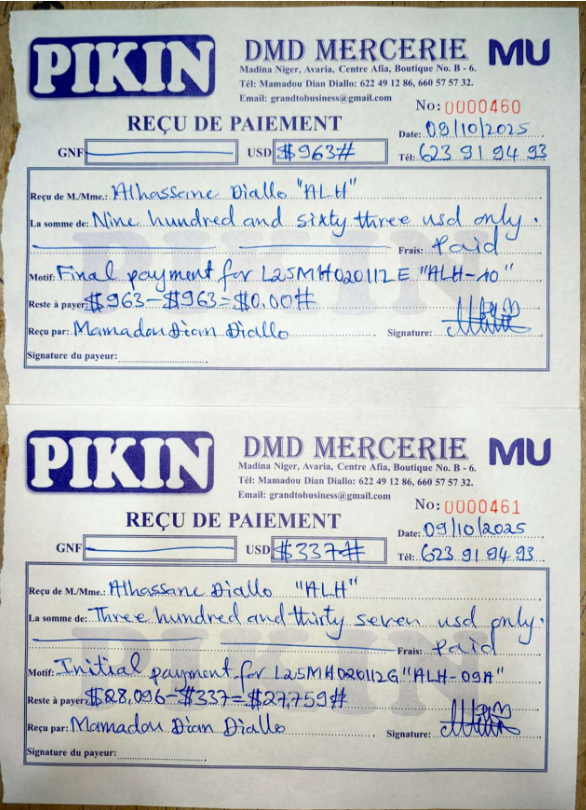 PIKIN
DMD MERCERIE MU
Madina Niger, Avaria, Centre Afia, Boutique No. B - 6.
Tél: Mamadou Dian Diallo: 622 49 12 86, 660 57 57 32.
Email: grandtobusiness@gmail.com
No: 0000460
REÇU DE PAIEMENT
Date: 09/10/2025
GNF USD $963#
Tél: 623 91 94 93
Reçu de M./Mme.: Alhassane Diallo "ALH"
La somme de: Nine hundred and sixty three usd only.
Frais: Paid
Motif: Final payment for L25MH020112E "ALH-10"
Reste à payer: $963-$963=$0.00#
Reçu par: Mamadou Dian Diallo Signature:
Signature du payeur:
PIKIN
DMD MERCERIE MU
Madina Niger, Avaria, Centre Afia, Boutique No. B - 6.
Tél: Mamadou Dian Diallo: 622 49 12 86, 660 57 57 32.
Email: grandtobusiness@gmail.com
No: 0000461
REÇU DE PAIEMENT
Date: 09/10/2025
GNF USD $337#
Tél: 623 91 94 93
Reçu de M./Mme.: Alhassane Diallo "ALH"
La somme de: Three hundred and thirty seven usd only.
Frais: Paid
Motif: Initial payment for L25MH020112G "ALH-09A"
Reste à payer: $28,096-$337=$27,759#
Reçu par: Mamadou Dian Diallo Signature:
Signature du payeur: